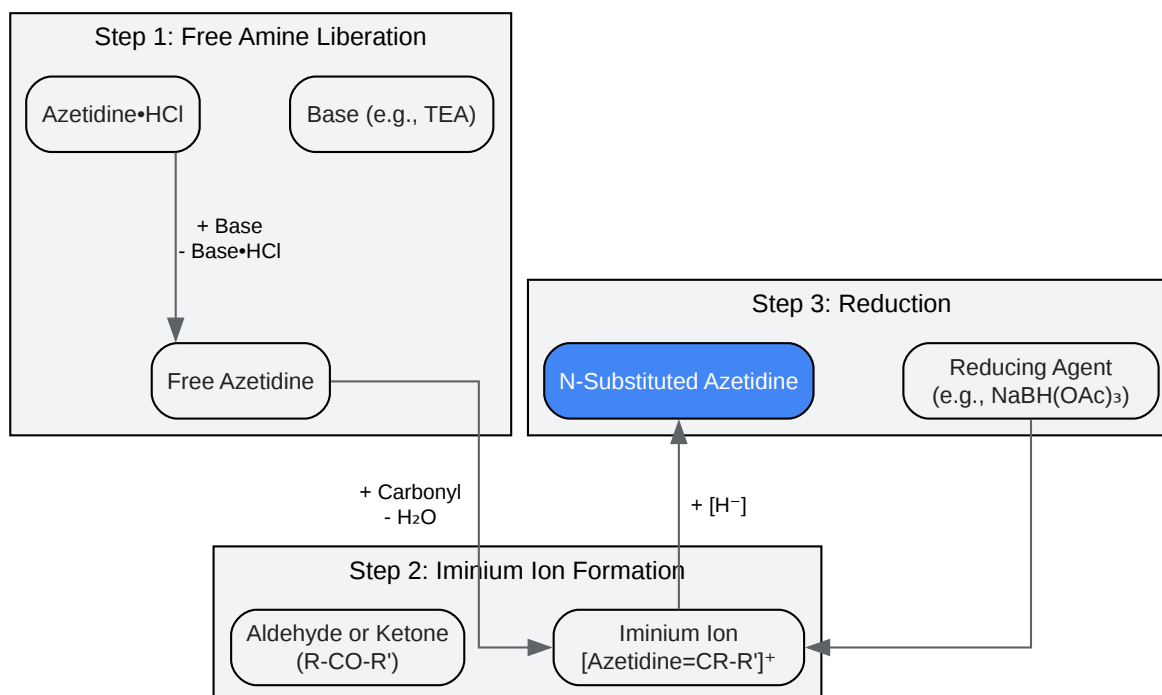 Step 1: Free Amine Liberation
Azetidine•HCl
Base (e.g., TEA)
+ Base
- Base•HCl
Free Azetidine
Step 3: Reduction
N-Substituted Azetidine
Reducing Agent
(e.g., NaBH(OAc)₃)
+ Carbonyl
- H₂O
+ [H⁻]
Step 2: Iminium Ion Formation
Aldehyde or Ketone
(R-CO-R')
Iminium Ion
[Azetidine=CR-R']⁺